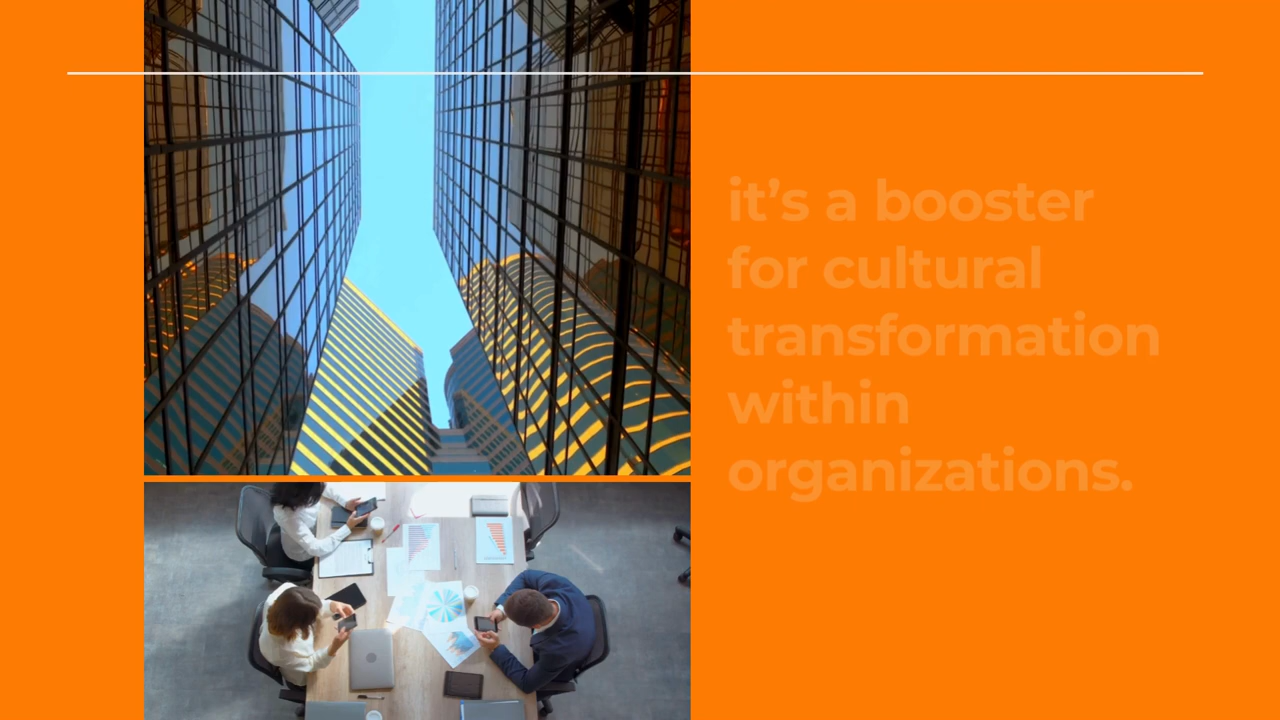 it’s a booster
for cultural
transformation
within
organizations.